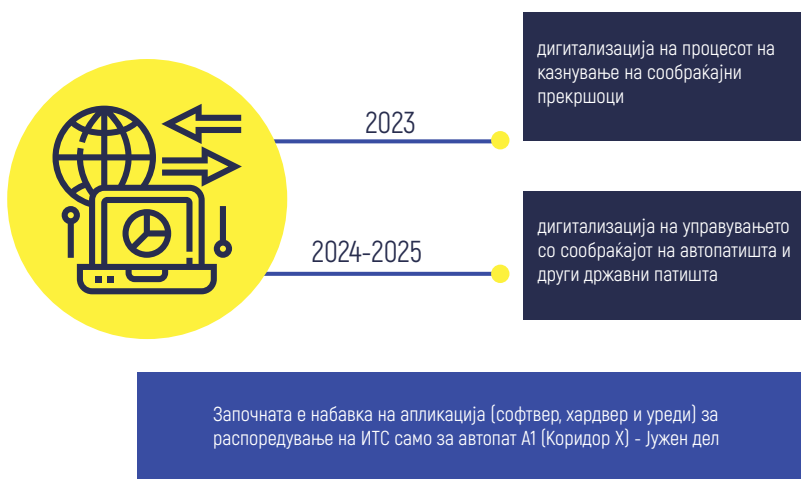 2023
дигитализација на процесот на
казнување на сообраќајни
прекршоци
2024-2025
дигитализација на управувањето
со сообраќајот на автопатишта и
други државни патишта
Започната е набавка на апликација (софтвер, хардвер и уреди) за
распоредување на ИТС само за автопат А1 (Коридор X) - Јужен дел